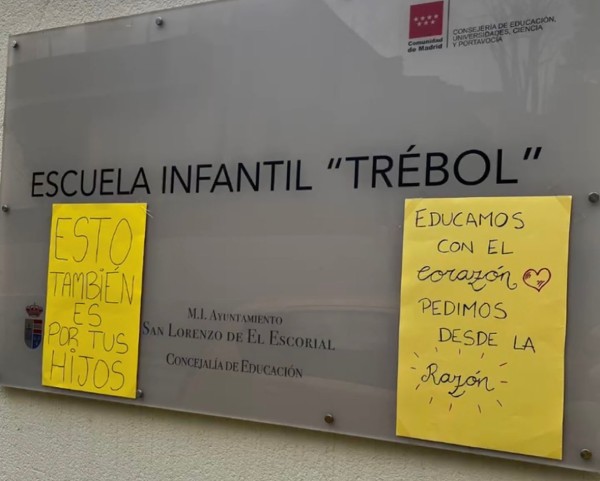 Comunidad
de Madrid
CONSEJERÍA DE EDUCACIÓN,
UNIVERSIDADES, CIENCIA
Y PORTAVOCÍA
ESCUELA INFANTIL "TRÉBOL"
ESTO
TAMBIÉN
ES
POR TUS
HIJOS
M.I. AYUNTAMIENTO
SAN LORENZO DE EL ESCORIAL
CONCEJALÍA DE EDUCACIÓN
EDUCAMOS
CON EL
corazón
PEDIMOS
DESDE LA
Razón